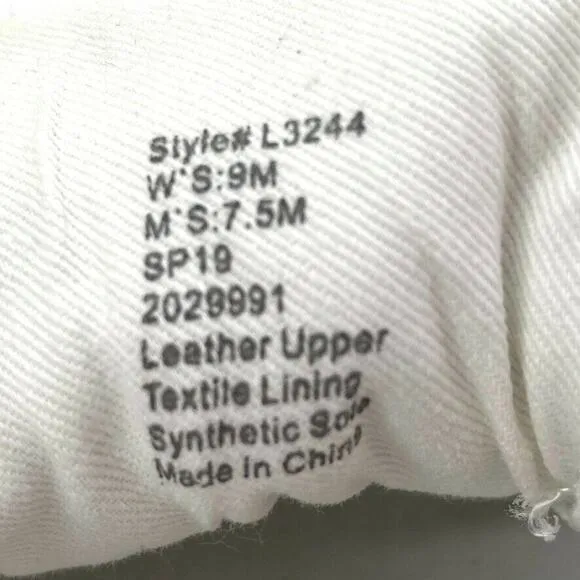 Style# L3244
W'S:9M
M'S:7.5M
SP19
2029991
Leather Upper
Textile Lining
Synthetic Sole
Made in China